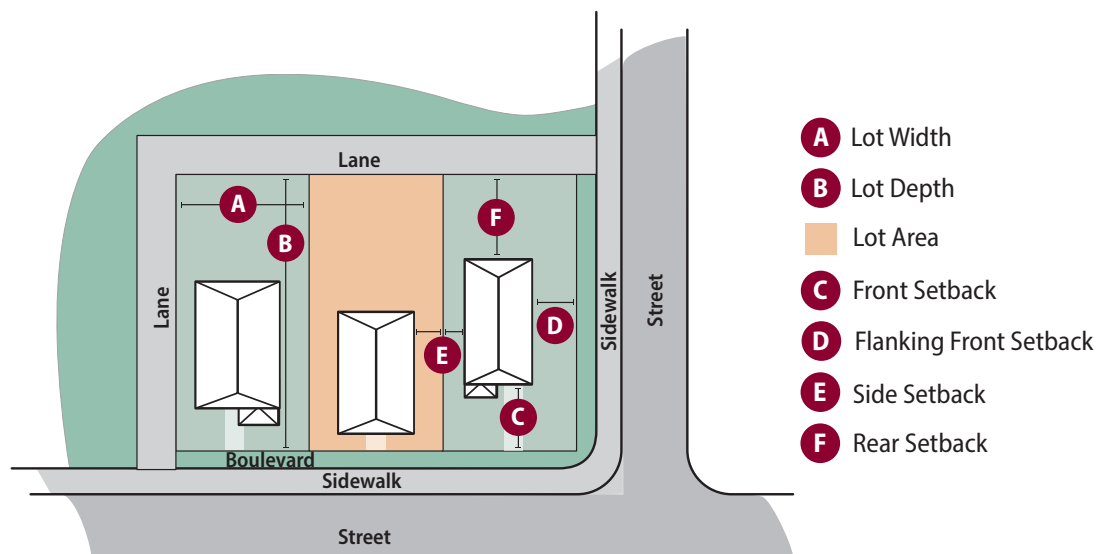 Lane
A
B
F
Lane
D
E
C
Sidewalk
Street
Boulevard
Sidewalk
Street
A Lot Width
B Lot Depth
Lot Area
C Front Setback
D Flanking Front Setback
E Side Setback
F Rear Setback